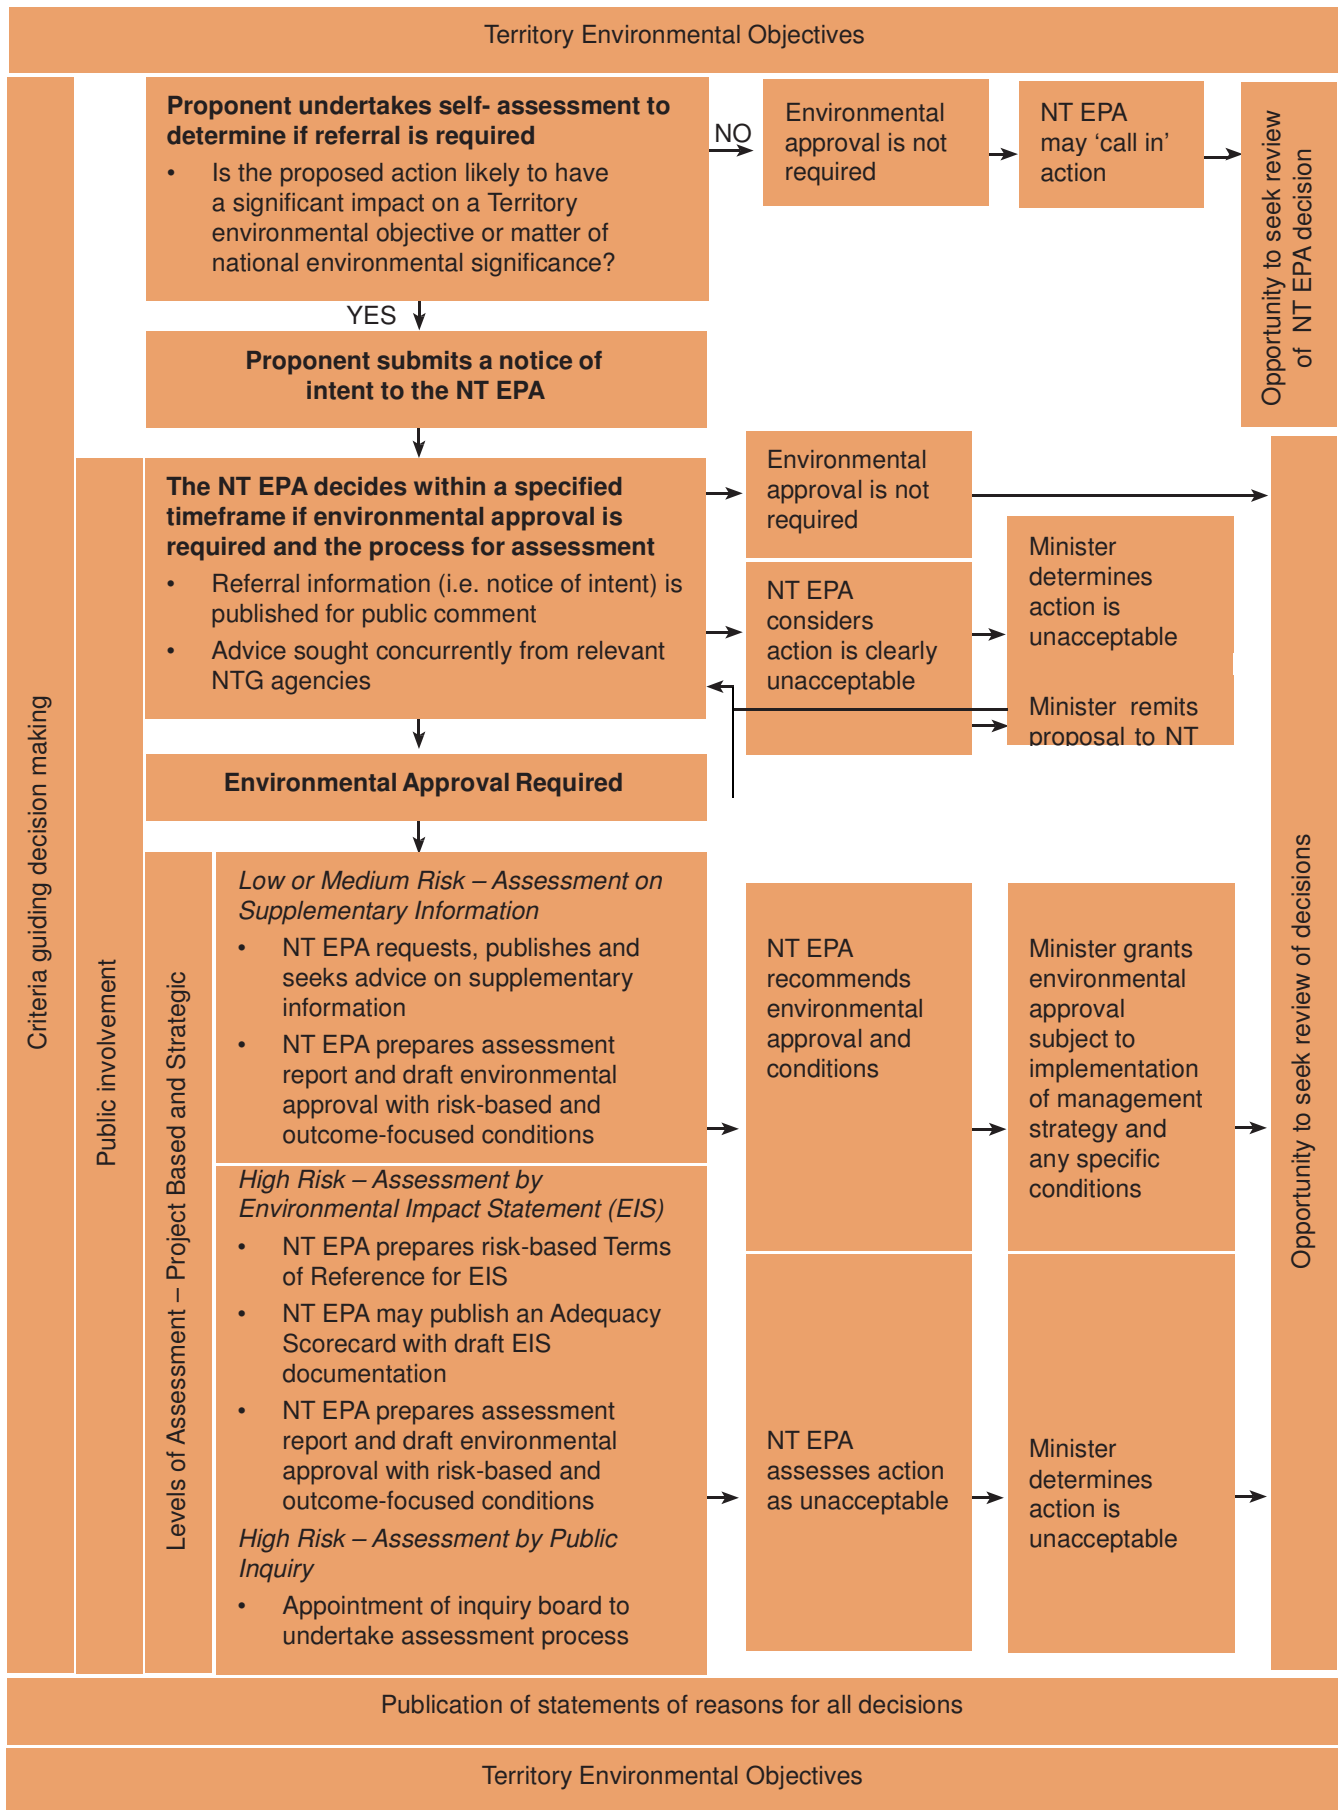 Territory Environmental Objectives
Criteria guiding decision making
Public involvement
Proponent undertakes self- assessment to
determine if referral is required
• Is the proposed action likely to have
a significant impact on a Territory
environmental objective or matter of
national environmental significance?
NO
Environmental
approval is not
required
NT EPA
may ‘call in’
action
Opportunity to seek review
of NT EPA decision
YES
Proponent submits a notice of
intent to the NT EPA
The NT EPA decides within a specified
timeframe if environmental approval is
required and the process for assessment
• Referral information (i.e. notice of intent) is
published for public comment
• Advice sought concurrently from relevant
NTG agencies
Environmental
approval is not
required
NT EPA
considers
action is clearly
unacceptable
Minister
determines
action is
unacceptable
Minister remits
proposal to NT
Opportunity to seek review of decisions
Environmental Approval Required
Levels of Assessment – Project Based and Strategic
Low or Medium Risk – Assessment on
Supplementary Information
• NT EPA requests, publishes and
seeks advice on supplementary
information
• NT EPA prepares assessment
report and draft environmental
approval with risk-based and
outcome-focused conditions
High Risk – Assessment by
Environmental Impact Statement (EIS)
• NT EPA prepares risk-based Terms
of Reference for EIS
• NT EPA may publish an Adequacy
Scorecard with draft EIS
documentation
• NT EPA prepares assessment
report and draft environmental
approval with risk-based and
outcome-focused conditions
High Risk – Assessment by Public
Inquiry
• Appointment of inquiry board to
undertake assessment process
NT EPA
recommends
environmental
approval and
conditions
Minister grants
environmental
approval
subject to
implementation
of management
strategy and
any specific
conditions
NT EPA
assesses action
as unacceptable
Minister
determines
action is
unacceptable
Publication of statements of reasons for all decisions
Territory Environmental Objectives